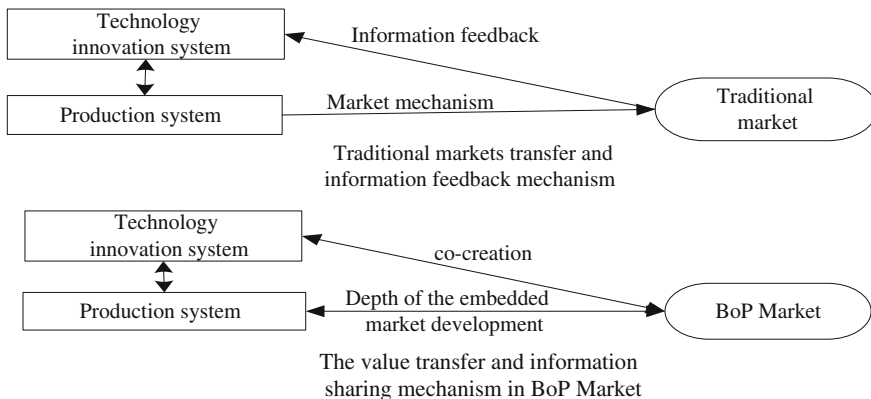 Technology
innovation system
Information feedback
Production system
Market mechanism
Traditional
market
Traditional markets transfer and
information feedback mechanism
Technology
innovation system
co-creation
Production system
Depth of the embedded
market development
BoP Market
The value transfer and information
sharing mechanism in BoP Market